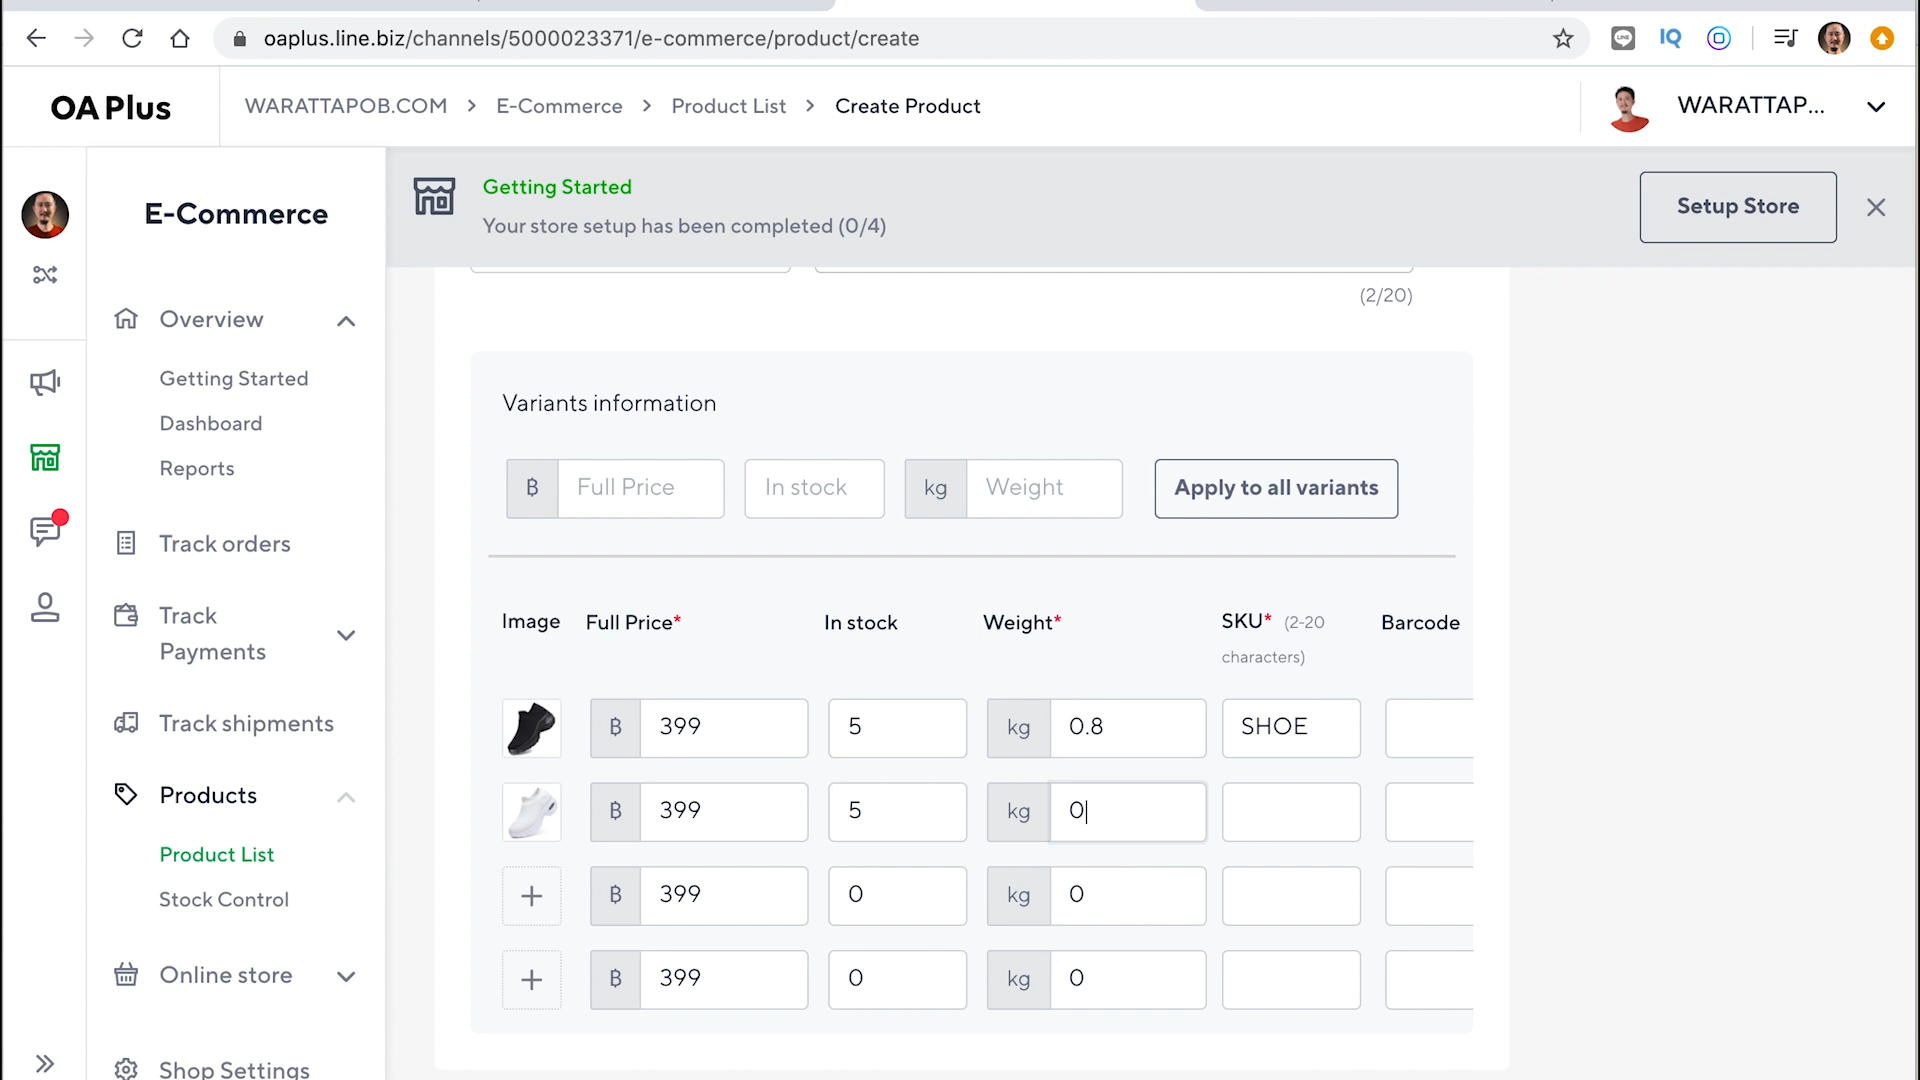 oaplus.line.biz/channels/5000023371/e-commerce/product/create
IQ
OA Plus
WARATTAPOB.COM > E-Commerce > Product List > Create Product
WARATTAP...
E-Commerce
Getting Started
Your store setup has been completed (0/4)
Setup Store
Overview
Getting Started
Dashboard
Reports
Track orders
Track
Payments
Track shipments
Products
Product List
Stock Control
Online store
Shop Settings
(2/20)
Variants information
฿ Full Price In stock kg Weight Apply to all variants
Image Full Price* In stock Weight* SKU* (2-20 characters) Barcode
฿ 399 5 kg 0.8 SHOE
฿ 399 5 kg 0
฿ 399 0 kg 0
฿ 399 0 kg 0